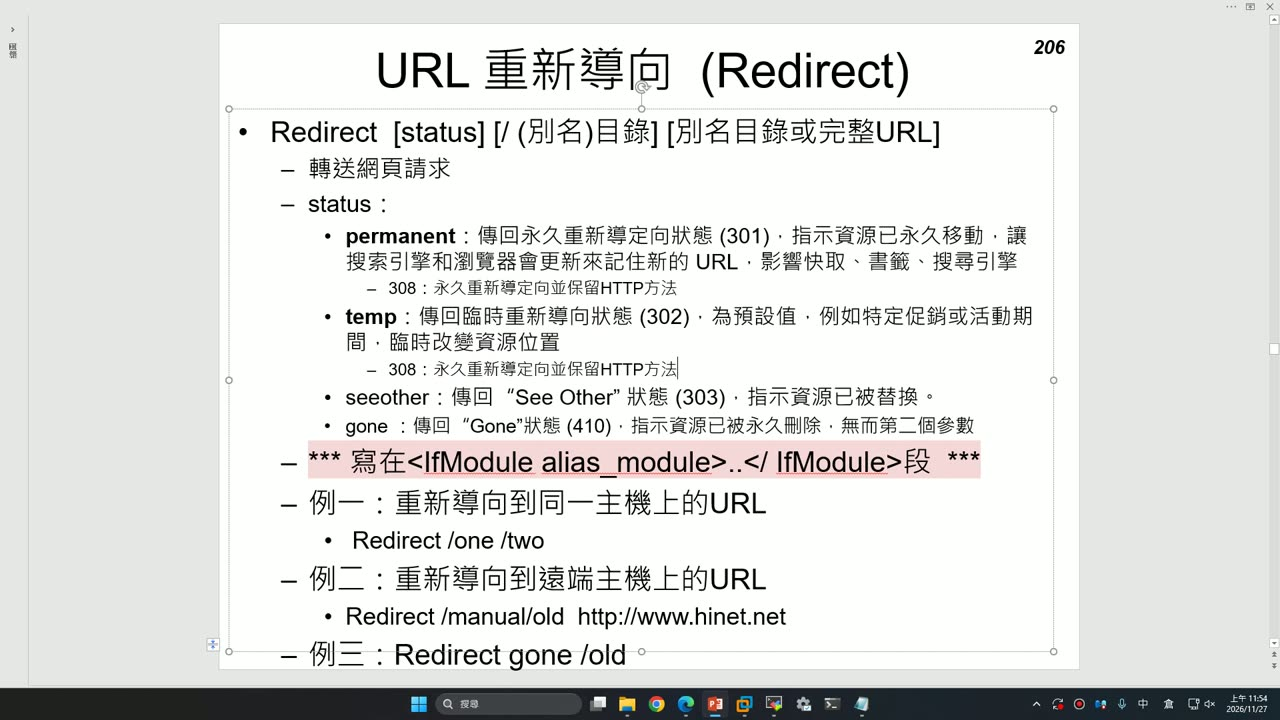 206
URL 重新導向 (Redirect)
• Redirect [status] [/ (別名)目錄] [別名目錄或完整URL]
– 轉送網頁請求
– status：
• permanent：傳回永久重新導定向狀態 (301)，指示資源已永久移動，讓
搜索引擎和瀏覽器會更新來記住新的 URL，影響快取、書籤、搜尋引擎
– 308：永久重新導定向並保留HTTP方法
• temp：傳回臨時重新導向狀態 (302)，為預設值，例如特定促銷或活動期
間，臨時改變資源位置
– 308：永久重新導定向並保留HTTP方法
• seeother：傳回“See Other” 狀態 (303)，指示資源已被替換。
• gone ：傳回“Gone”狀態 (410)，指示資源已被永久刪除，無而第二個參數
– *** 寫在<IfModule alias_module>..</ IfModule>段 ***
– 例一：重新導向到同一主機上的URL
• Redirect /one /two
– 例二：重新導向到遠端主機上的URL
• Redirect /manual/old http://www.hinet.net
– 例三：Redirect gone /old
搜尋
中
上午 11:54
2026/11/27